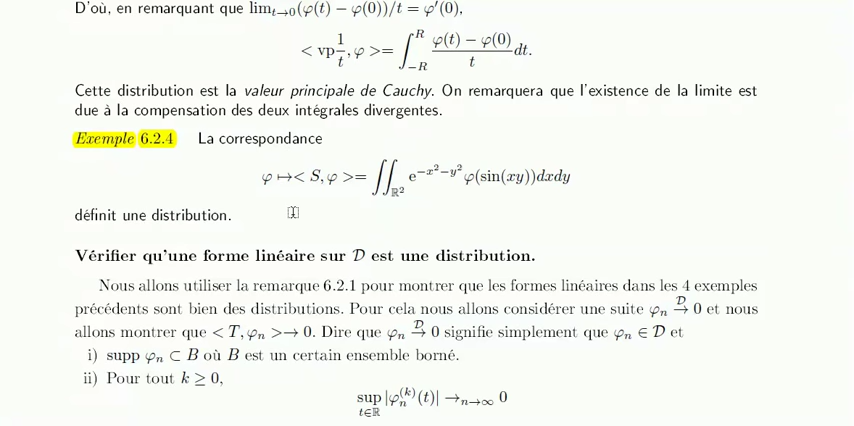 D'où, en remarquant que lim_{t→0}(φ(t) − φ(0))/t = φ′(0),
< vp 1/t, φ >= ∫_{−R}^{R} (φ(t) − φ(0))/t dt.
Cette distribution est la valeur principale de Cauchy. On remarquera que l'existence de la limite est
due à la compensation des deux intégrales divergentes.
Exemple 6.2.4 La correspondance
φ ↦< S, φ >= ∬_{ℝ²} e^{−x²−y²} φ(sin(xy))dxdy
définit une distribution.
Vérifier qu'une forme linéaire sur 𝒟 est une distribution.
Nous allons utiliser la remarque 6.2.1 pour montrer que les formes linéaires dans les 4 exemples
précédents sont bien des distributions. Pour cela nous allons considérer une suite φ_n →^𝒟 0 et nous
allons montrer que < T, φ_n >→ 0. Dire que φ_n →^𝒟 0 signifie simplement que φ_n ∈ 𝒟 et
i) supp φ_n ⊂ B où B est un certain ensemble borné.
ii) Pour tout k ≥ 0,
sup_{t∈ℝ} |φ_n^{(k)}(t)| →_{n→∞} 0